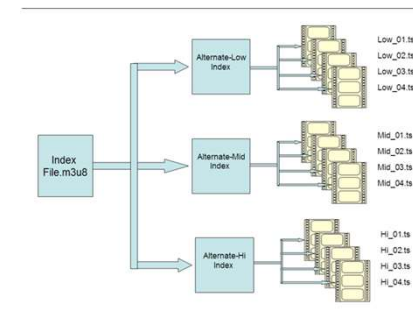 Index
File.m3u8
Alternate-Low
Index
Low_01.ts
Low_02.ts
Low_03.ts
Low_04.ts
Alternate-Mid
Index
Mid_01.ts
Mid_02.ts
Mid_03.ts
Mid_04.ts
Alternate-Hi
Index
Hi_01.ts
Hi_02.ts
Hi_03.ts
Hi_04.ts